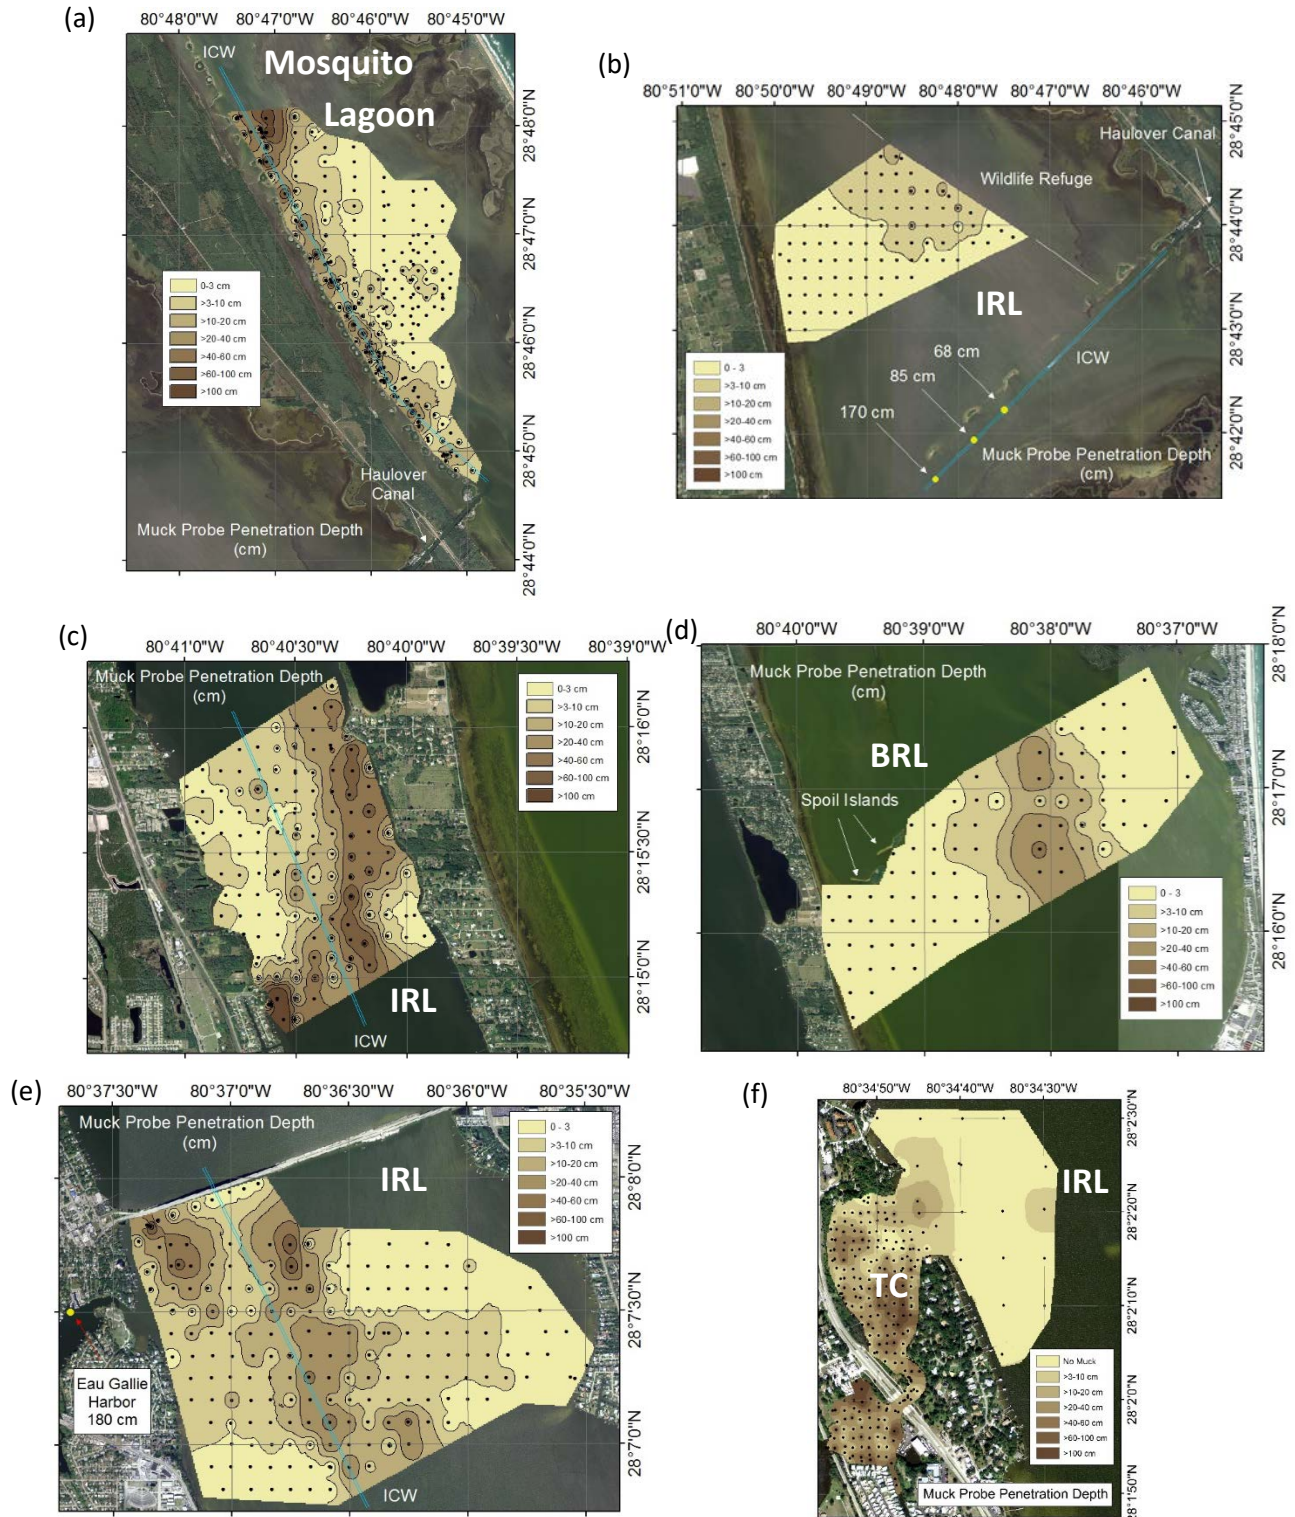 (a)
80°48'0"W 80°47'0"W 80°46'0"W 80°45'0"W
ICW
Mosquito
Lagoon
28°48'0"N
28°47'0"N
28°46'0"N
28°45'0"N
28°44'0"N
0-3 cm
>3-10 cm
>10-20 cm
>20-40 cm
>40-60 cm
>60-100 cm
>100 cm
Haulover
Canal
Muck Probe Penetration Depth
(cm)
(b)
80°51'0"W 80°50'0"W 80°49'0"W 80°48'0"W 80°47'0"W 80°46'0"W
28°45'0"N
28°44'0"N
28°43'0"N
28°42'0"N
Haulover Canal
Wildlife Refuge
IRL
ICW
68 cm
85 cm
170 cm
Muck Probe Penetration Depth
(cm)
0 - 3
>3-10 cm
>10-20 cm
>20-40 cm
>40-60 cm
>60-100 cm
>100 cm
(c)
80°41'0"W 80°40'0"W 80°40'0"W 80°39'30"W 80°39'0"W
Muck Probe Penetration Depth
(cm)
0-3 cm
>3-10 cm
>10-20 cm
>20-40 cm
>40-60 cm
>60-100 cm
>100 cm
28°16'0"N
28°15'30"N
28°15'0"N
IRL
ICW
(d)
80°40'0"W 80°39'0"W 80°38'0"W 80°37'0"W
28°18'0"N
28°17'0"N
28°16'0"N
Muck Probe Penetration Depth
(cm)
BRL
Spoil Islands
0 - 3
>3-10 cm
>10-20 cm
>20-40 cm
>40-60 cm
>60-100 cm
>100 cm
(e)
80°37'30"W 80°37'0"W 80°36'30"W 80°36'0"W 80°35'30"W
Muck Probe Penetration Depth
(cm)
IRL
0 - 3
>3-10 cm
>10-20 cm
>20-40 cm
>40-60 cm
>60-100 cm
>100 cm
28°8'0"N
28°7'30"N
28°7'0"N
Eau Gallie
Harbor
180 cm
ICW
(f)
80°34'50"W 80°34'40"W 80°34'30"W
28°2'30"N
28°2'20"N
28°2'10"N
28°2'0"N
28°1'50"N
IRL
TC
No Muck
>3-10 cm
>10-20 cm
>20-40 cm
>40-60 cm
>60-100 cm
>100 cm
Muck Probe Penetration Depth